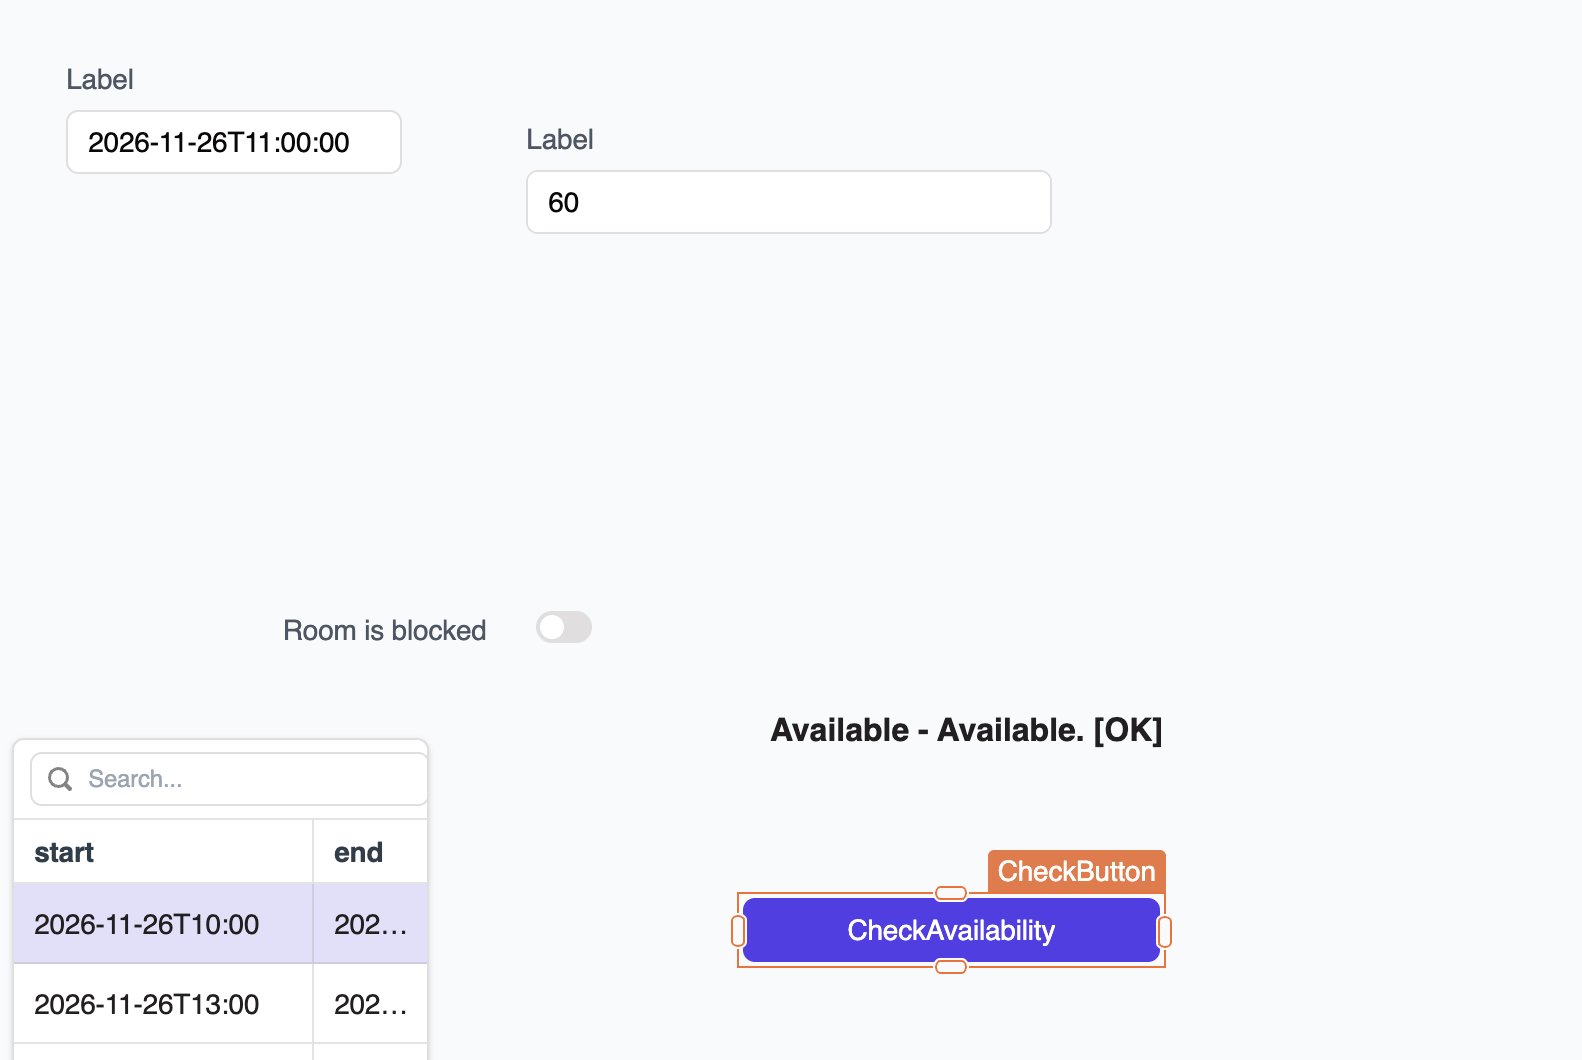 Label
2026-11-26T11:00:00
Label
60
Room is blocked
Available - Available. [OK]
Search...
start end
CheckButton
2026-11-26T10:00 202...
CheckAvailability
2026-11-26T13:00 202...